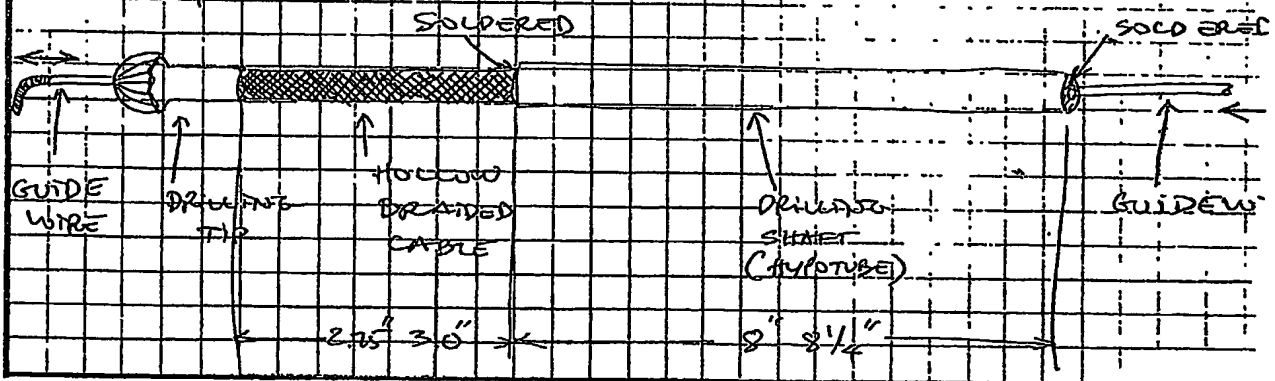 SOLDERED
SOLDERED
GUIDE
WIRE
DRILLING
TIP
HOLLOW
BRAIDED
CABLE
DRILLING
SHAFT
(HYPOTUBE)
GUIDEW
2.75" 3.0"
8" 8 1/4"